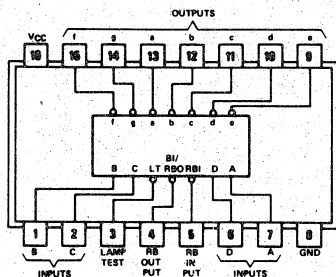 OUTPUTS
VCC f g a b c d e
16 15 14 13 12 11 10 9
f g a b c d e
BI/
B C LT RBO RBI D A
1 2 3 4 5 6 7 8
B C LAMP RB RB D A GND
TEST OUT IN
PUT PUT
INPUTS INPUTS